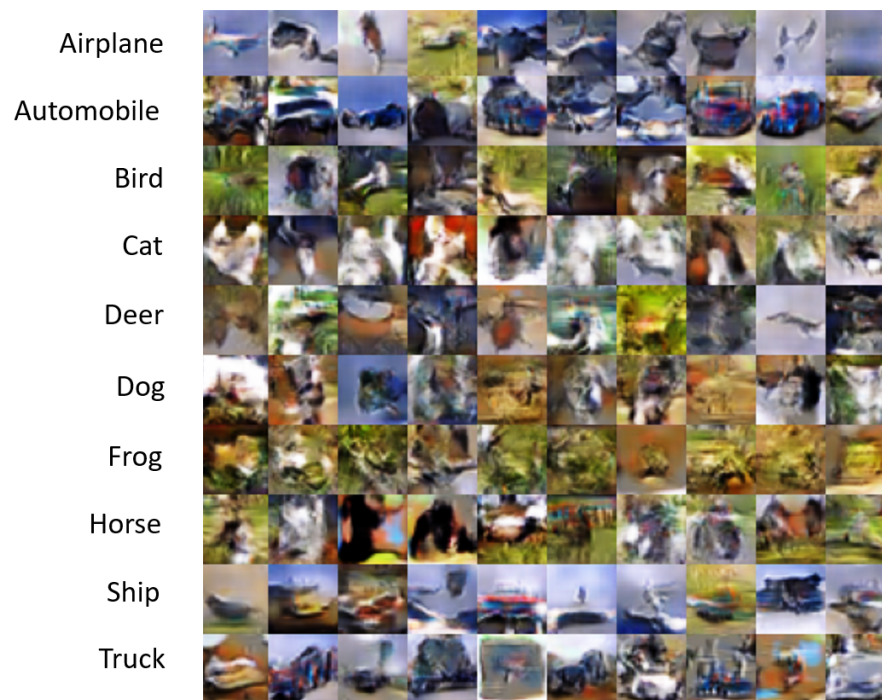 Airplane
Automobile
Bird
Cat
Deer
Dog
Frog
Horse
Ship
Truck